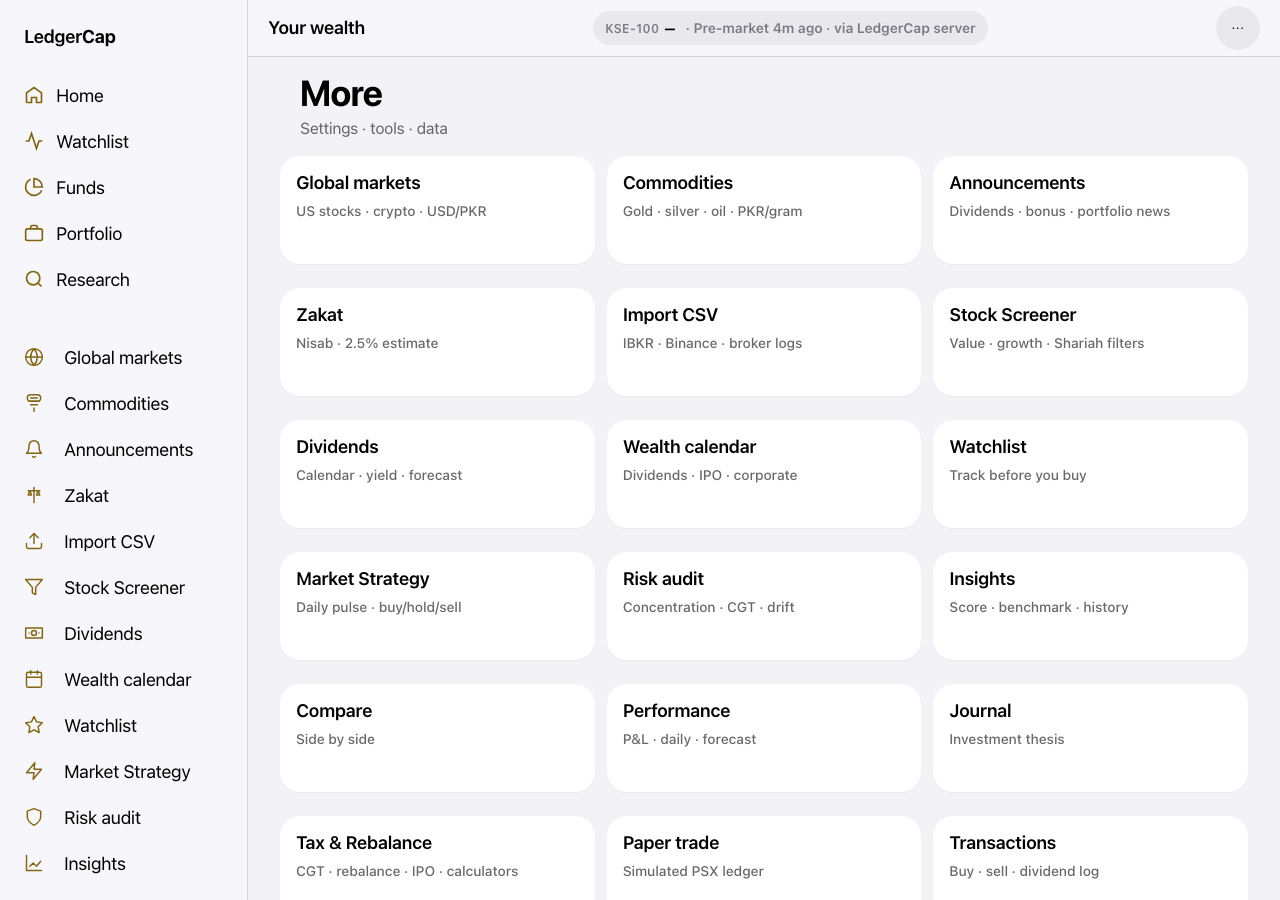 LedgerCap
Home
Watchlist
Funds
Portfolio
Research
Global markets
Commodities
Announcements
Zakat
Import CSV
Stock Screener
Dividends
Wealth calendar
Watchlist
Market Strategy
Risk audit
Insights
Your wealth
KSE-100 — · Pre-market 4m ago · via LedgerCap server
...
More
Settings · tools · data
Global markets
US stocks · crypto · USD/PKR
Commodities
Gold · silver · oil · PKR/gram
Announcements
Dividends · bonus · portfolio news
Zakat
Nisab · 2.5% estimate
Import CSV
IBKR · Binance · broker logs
Stock Screener
Value · growth · Shariah filters
Dividends
Calendar · yield · forecast
Wealth calendar
Dividends · IPO · corporate
Watchlist
Track before you buy
Market Strategy
Daily pulse · buy/hold/sell
Risk audit
Concentration · CGT · drift
Insights
Score · benchmark · history
Compare
Side by side
Performance
P&L · daily · forecast
Journal
Investment thesis
Tax & Rebalance
CGT · rebalance · IPO · calculators
Paper trade
Simulated PSX ledger
Transactions
Buy · sell · dividend log